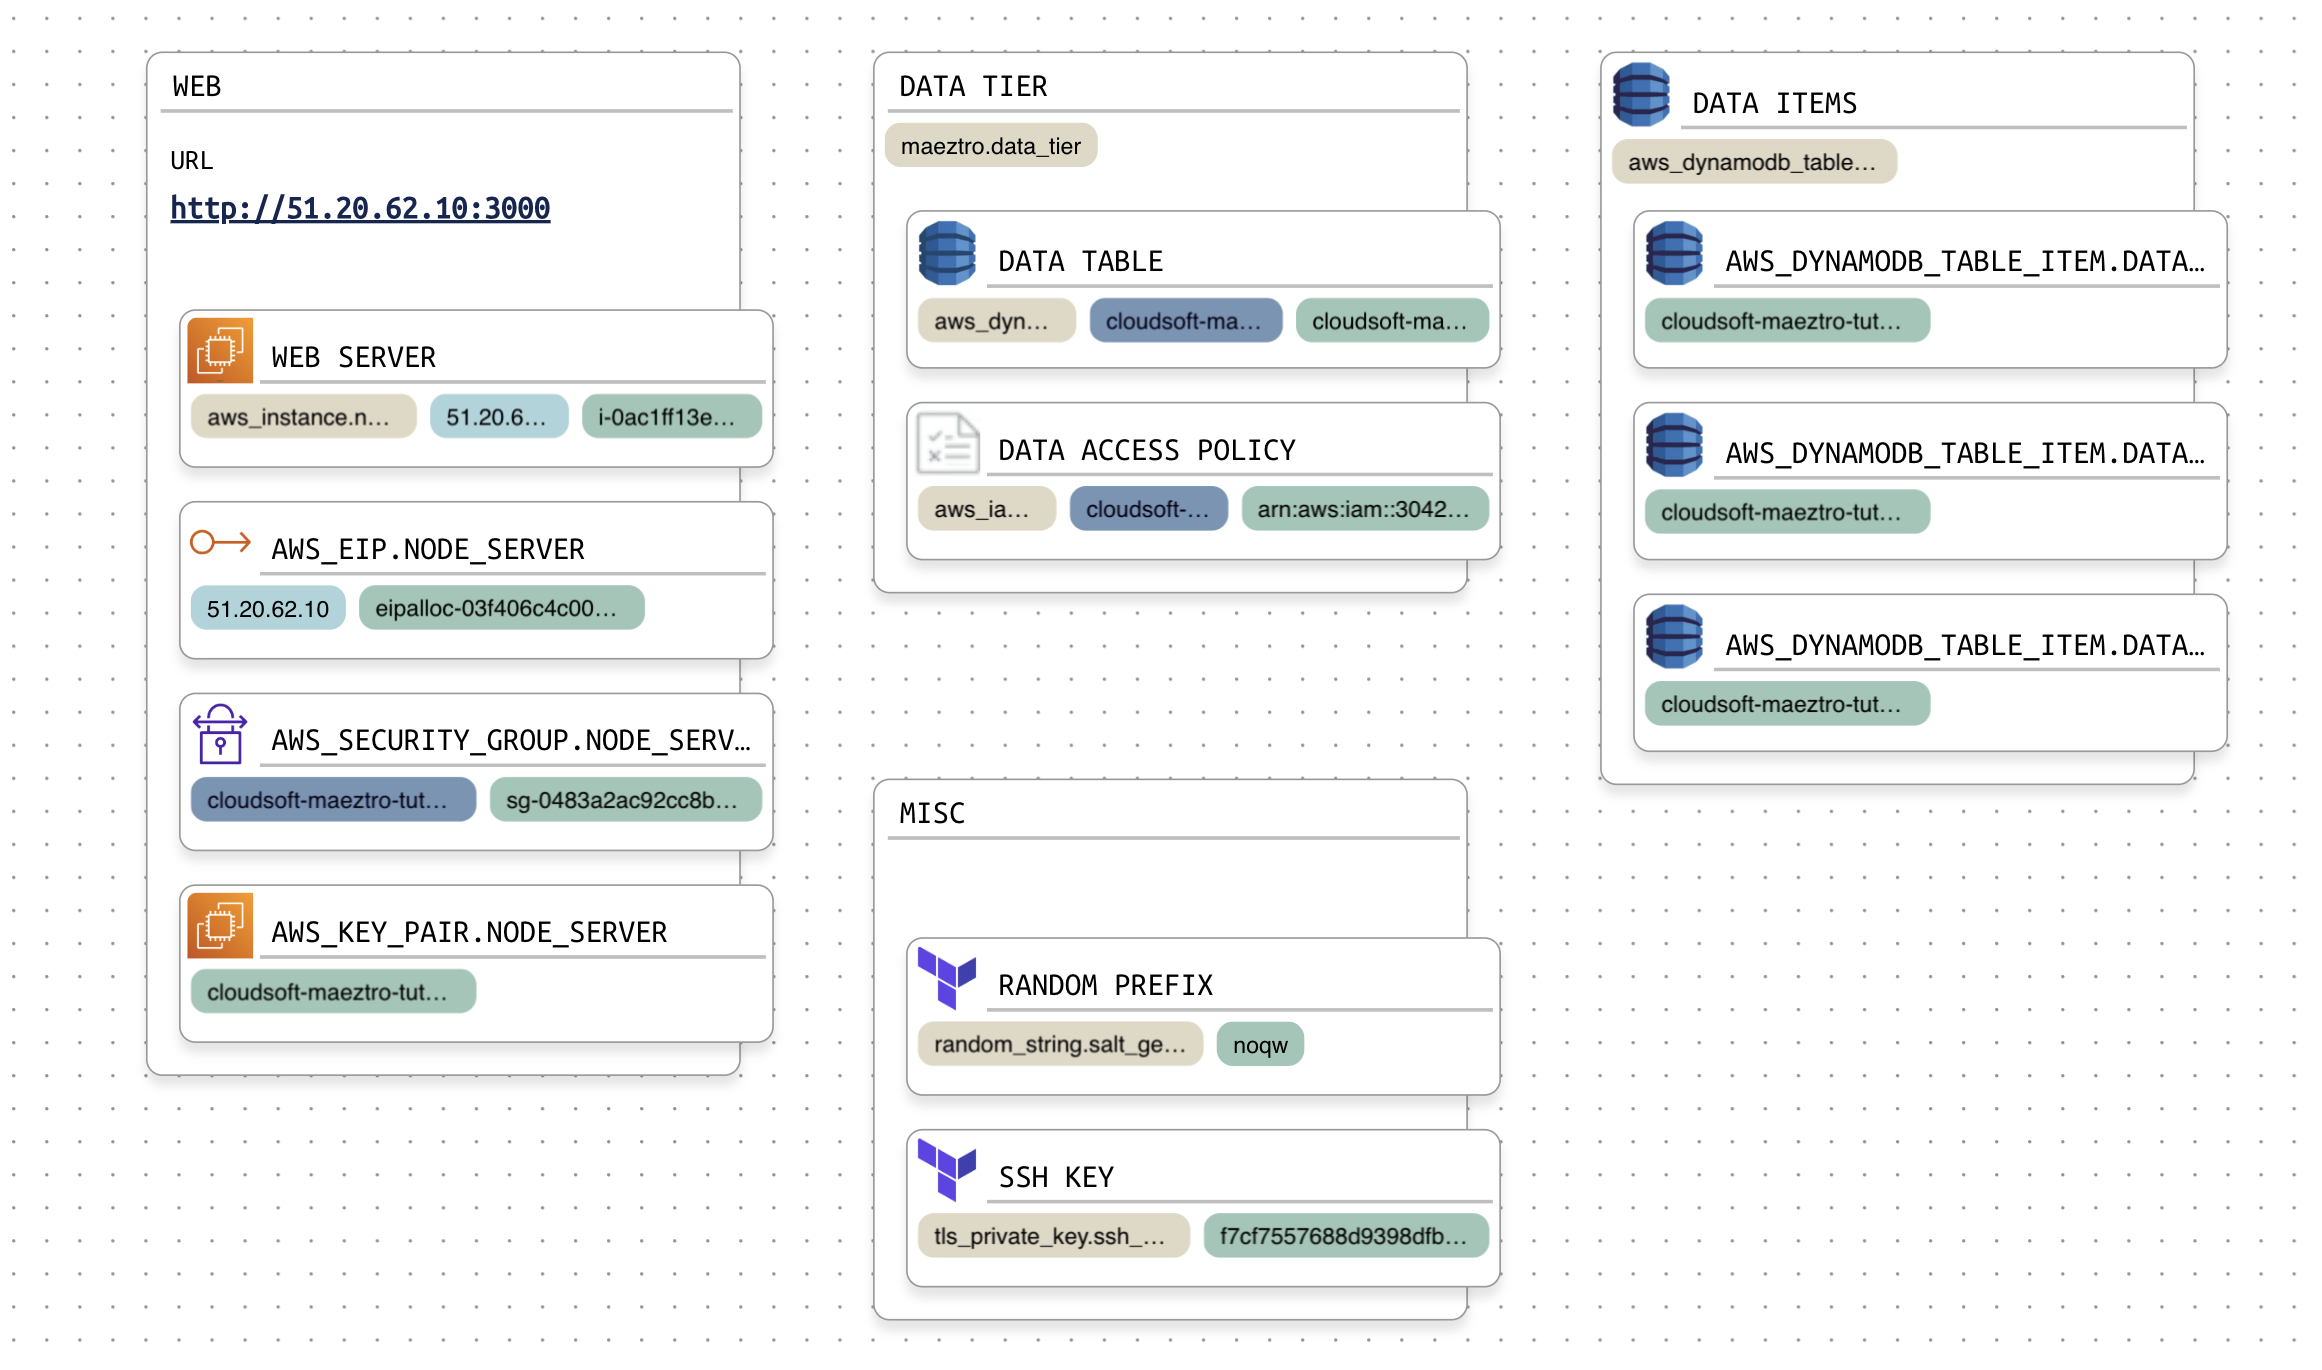 WEB
URL
http://51.20.62.10:3000
WEB SERVER
aws_instance.n...
51.20.6...
i-0ac1ff13e...
AWS_EIP.NODE_SERVER
51.20.62.10
eipalloc-03f406c4c00...
AWS_SECURITY_GROUP.NODE_SERV...
cloudsoft-maeztro-tut...
sg-0483a2ac92cc8b...
AWS_KEY_PAIR.NODE_SERVER
cloudsoft-maeztro-tut...
DATA TIER
maeztro.data_tier
DATA TABLE
aws_dyn...
cloudsoft-ma...
cloudsoft-ma...
DATA ACCESS POLICY
aws_ia...
cloudsoft-...
arn:aws:iam::3042...
MISC
RANDOM PREFIX
random_string.salt_ge...
noqw
SSH KEY
tls_private_key.ssh_...
f7cf7557688d9398dfb...
DATA ITEMS
aws_dynamodb_table...
AWS_DYNAMODB_TABLE_ITEM.DATA...
cloudsoft-maeztro-tut...
AWS_DYNAMODB_TABLE_ITEM.DATA...
cloudsoft-maeztro-tut...
AWS_DYNAMODB_TABLE_ITEM.DATA...
cloudsoft-maeztro-tut...